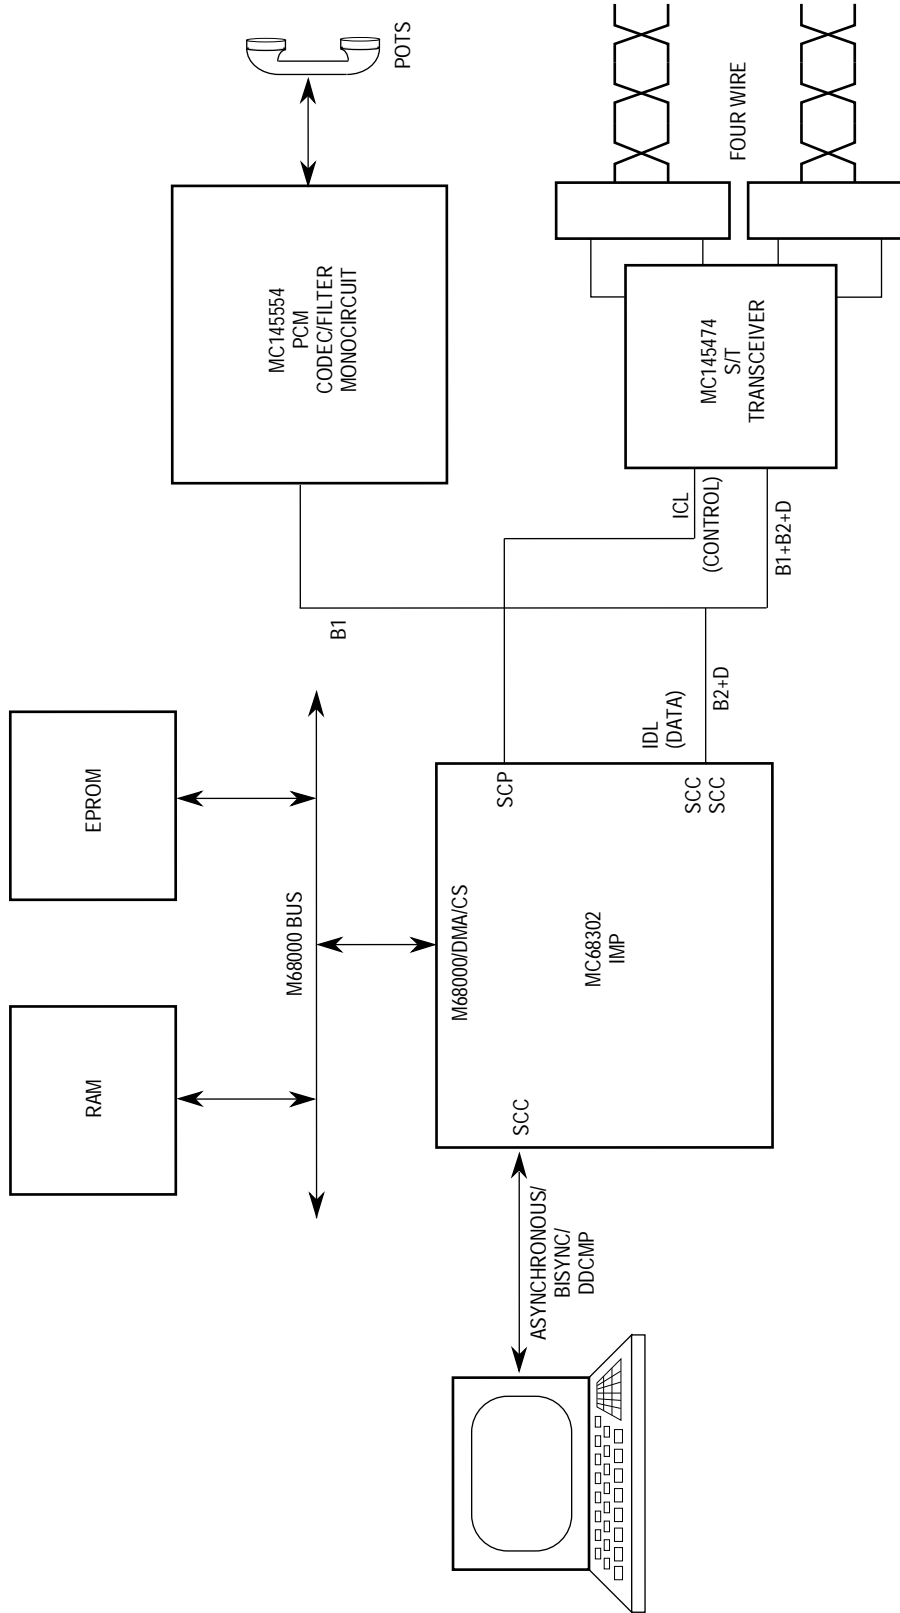 RAM
EPROM
M68000 BUS
MC145554
PCM
CODEC/FILTER
MONOCIRCUIT
POTS
B1
SCC
M68000/DMA/CS
SCP
MC68302
IMP
SCC
SCC
IDL
(DATA)
B2+D
ICL
(CONTROL)
B1+B2+D
MC145474
S/T
TRANSCEIVER
FOUR WIRE
ASYNCHRONOUS/
BISYNC/
DDCMP